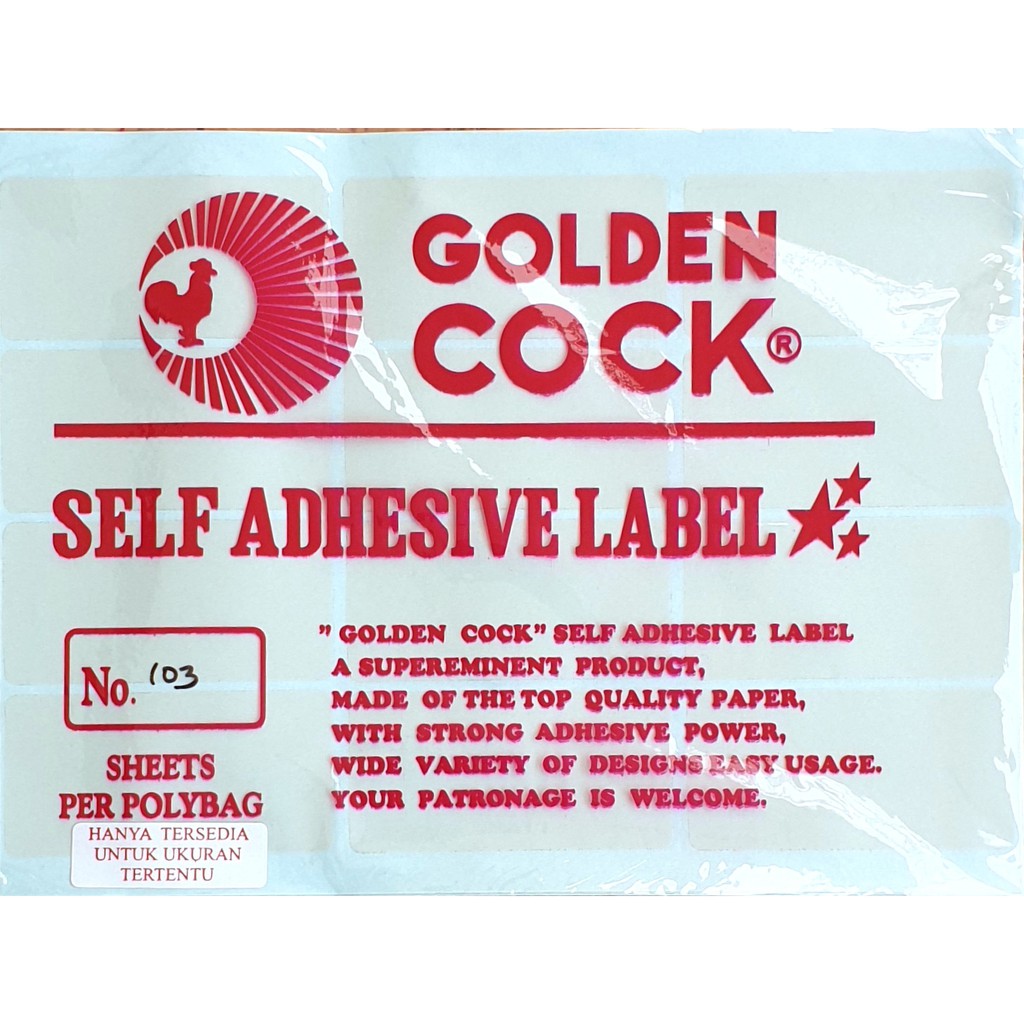 GOLDEN
COCK®
SELF ADHESIVE LABEL
No. 103
SHEETS
PER POLYBAG
HANYA TERSEDIA
UNTUK UKURAN
TERTENTU
" GOLDEN COCK" SELF ADHESIVE LABEL
A SUPEREMINENT PRODUCT,
MADE OF THE TOP QUALITY PAPER,
WITH STRONG ADHESIVE POWER,
WIDE VARIETY OF DESIGNS EASY USAGE.
YOUR PATRONAGE IS WELCOME.